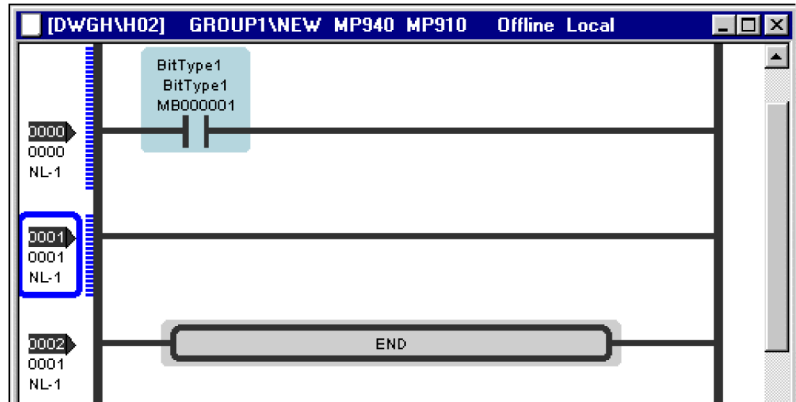 [DWGH\H02] GROUP1\NEW MP940 MP910 Offline Local
BitType1
BitType1
MB000001
0000
0000
NL-1
0001
0001
NL-1
0002
0001
NL-1
END